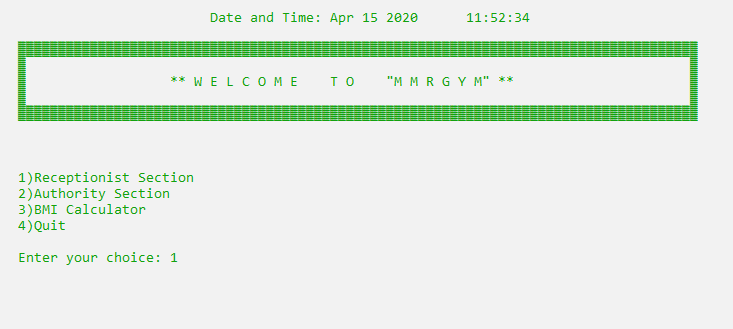 Date and Time: Apr 15 2020      11:52:34
** W E L C O M E    T O    "M M R G Y M" **
1)Receptionist Section
2)Authority Section
3)BMI Calculator
4)Quit
Enter your choice: 1